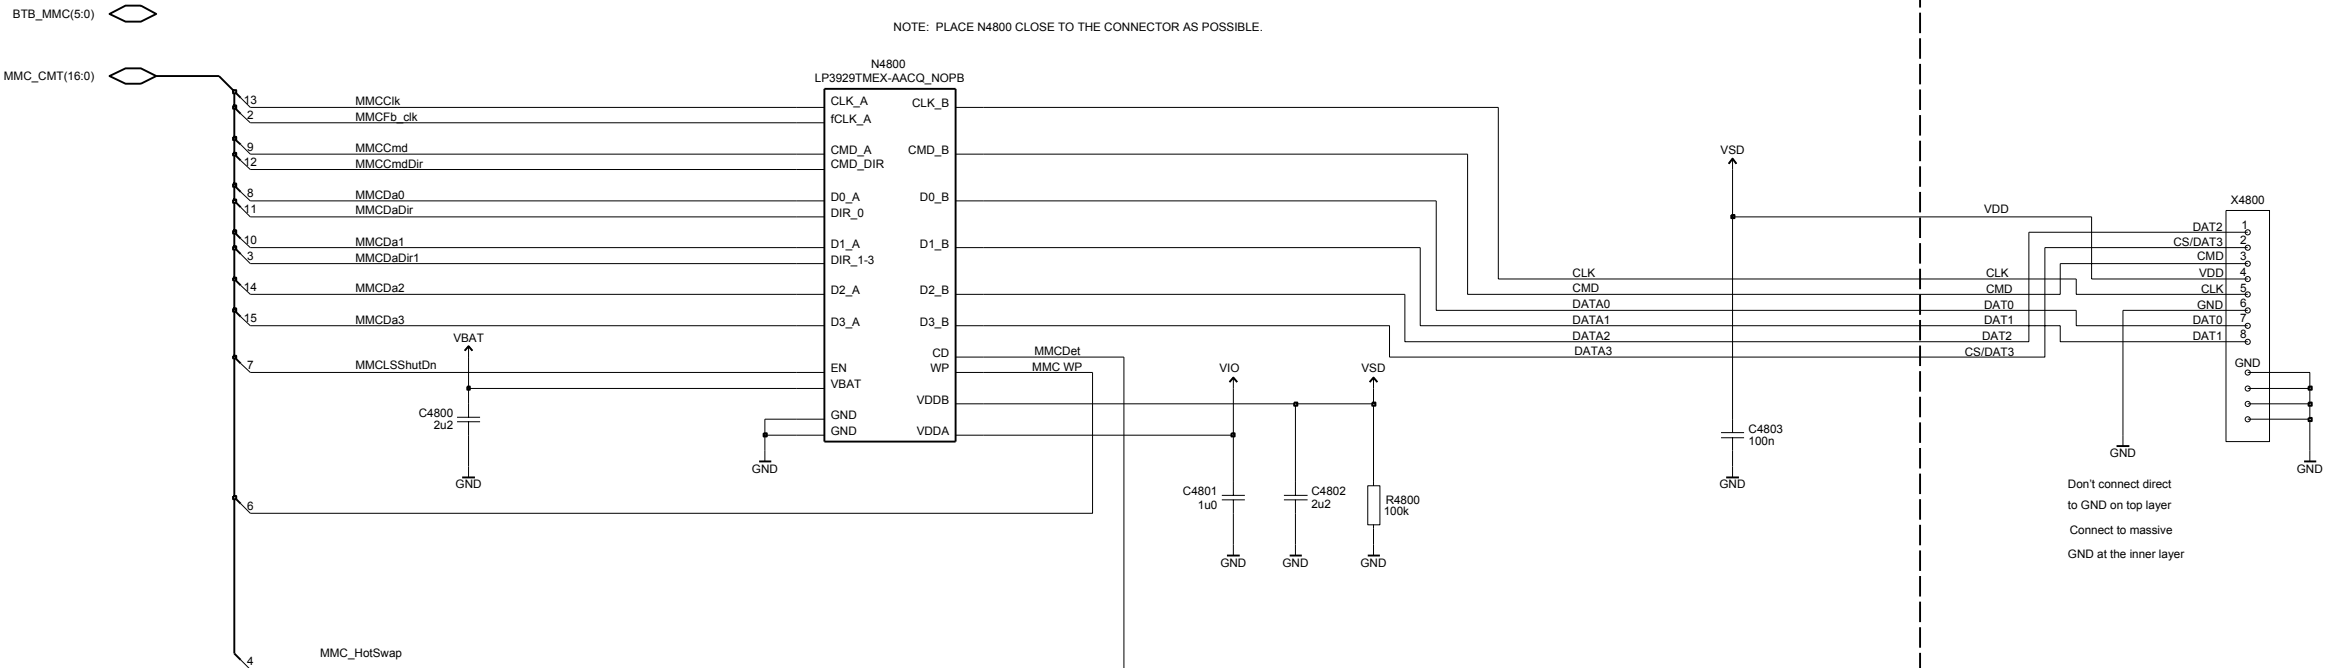 BTB_MMC(5:0)
NOTE: PLACE N4800 CLOSE TO THE CONNECTOR AS POSSIBLE.
MMC_CMT(16:0)
N4800
LP3929TMEX-AACQ_NOPB
13 MMCClk CLK_A CLK_B
2 MMCFb_clk fCLK_A
9 MMCCmd CMD_A CMD_B
12 MMCCmdDir CMD_DIR
8 MMCDa0 D0_A D0_B
11 MMCDaDir DIR_0
10 MMCDa1 D1_A D1_B
3 MMCDaDir1 DIR_1-3
14 MMCDa2 D2_A D2_B
15 MMCDa3 D3_A D3_B
VBAT
CD MMCDet
7 MMCLSShutDn EN WP MMC WP
VBAT
VDDB
GND
GND VDDA
C4800
2u2
GND
GND
6
4 MMC_HotSwap
VIO
VSD
C4801
1u0
C4802
2u2
R4800
100k
GND
GND
GND
VSD
C4803
100n
GND
CLK
CMD
DATA0
DATA1
DATA2
DATA3
VDD
CLK
CMD
DAT0
DAT1
DAT2
CS/DAT3
X4800
DAT2 1
CS/DAT3 2
CMD 3
VDD 4
CLK 5
GND 6
DAT0 7
DAT1 8
GND
GND
GND
Don't connect direct
to GND on top layer
Connect to massive
GND at the inner layer